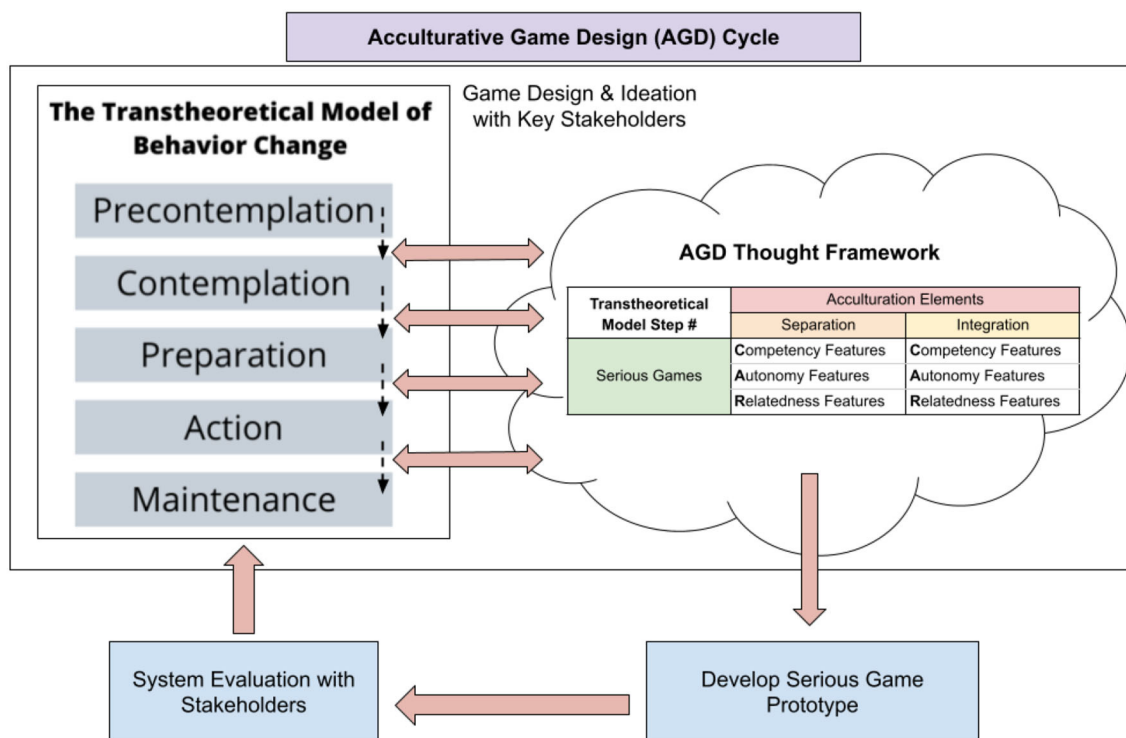 Acculturative Game Design (AGD) Cycle
Game Design & Ideation
with Key Stakeholders
The Transtheoretical Model of
Behavior Change
Precontemplation
Contemplation
Preparation
Action
Maintenance
AGD Thought Framework
Transtheoretical
Model Step #
Acculturation Elements
Separation
Integration
Serious Games
Competency Features
Competency Features
Autonomy Features
Autonomy Features
Relatedness Features
Relatedness Features
System Evaluation with
Stakeholders
Develop Serious Game
Prototype